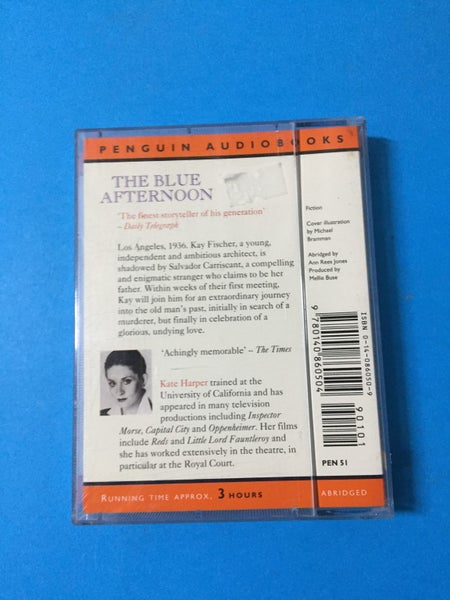 PENGUIN AUDIOBOOKS
THE BLUE
AFTERNOON
'The finest storyteller of his generation'
– Daily Telegraph
Los Angeles, 1936. Kay Fischer, a young,
independent and ambitious architect, is
shadowed by Salvador Carriscant, a compelling
and enigmatic stranger who claims to be her
father. Within weeks of their first meeting,
Kay will join him for an extraordinary journey
into the old man's past, initially in search of a
murderer, but finally in celebration of a
glorious, undying love.
'Achingly memorable' – The Times
Kate Harper trained at the
University of California and has
appeared in many television
productions including Inspector
Morse, Capital City and Oppenheimer. Her films
include Reds and Little Lord Fauntleroy and
she has worked extensively in the theatre, in
particular at the Royal Court.
RUNNING TIME APPROX. 3 HOURS
Fiction
Cover illustration
by Michael
Bramman
Abridged by
Ann Rees Jones
Produced by
Mellie Buse
ISBN 0-14-086050-9
9 780140 860504
90101
PEN 51
ABRIDGED